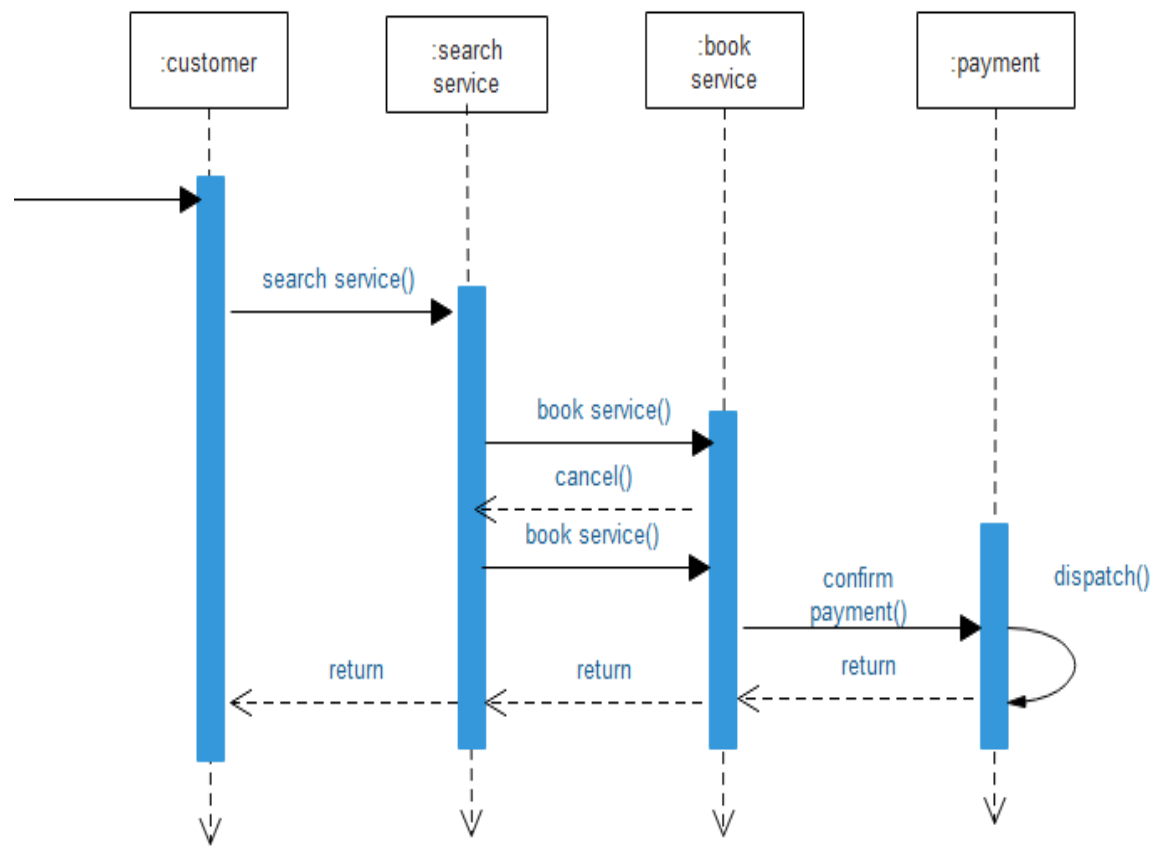 :customer
:search
service
:book
service
:payment
search service()
book service()
cancel()
book service()
confirm
payment()
dispatch()
return
return
return